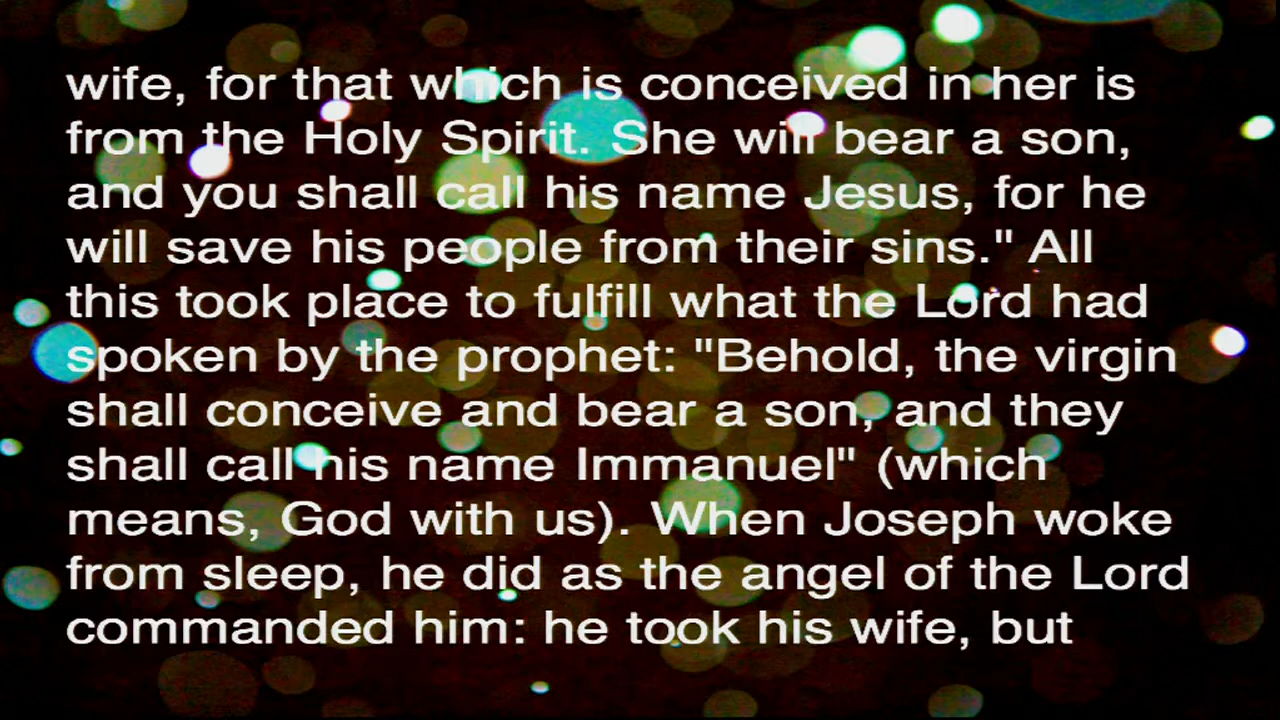 wife, for that which is conceived in her is
from the Holy Spirit. She will bear a son,
and you shall call his name Jesus, for he
will save his people from their sins." All
this took place to fulfill what the Lord had
spoken by the prophet: "Behold, the virgin
shall conceive and bear a son, and they
shall call his name Immanuel" (which
means, God with us). When Joseph woke
from sleep, he did as the angel of the Lord
commanded him: he took his wife, but